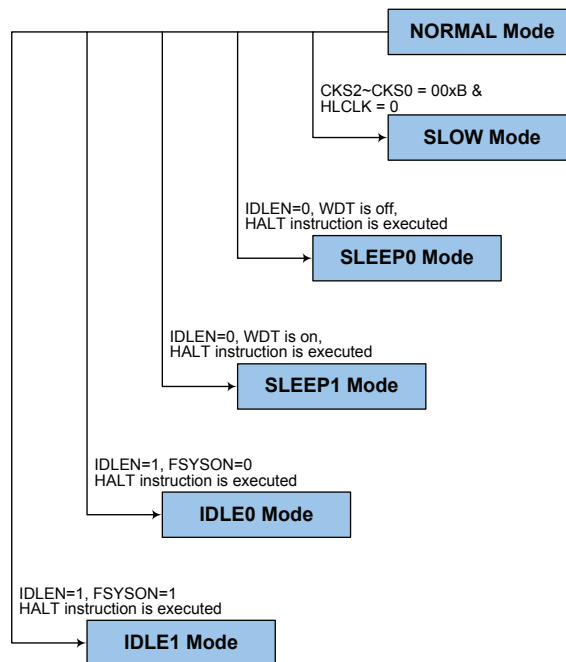 NORMAL Mode
CKS2~CKS0 = 00xB &
HLCLK = 0
SLOW Mode
IDLEN=0, WDT is off,
HALT instruction is executed
SLEEP0 Mode
IDLEN=0, WDT is on,
HALT instruction is executed
SLEEP1 Mode
IDLEN=1, FSYSON=0
HALT instruction is executed
IDLE0 Mode
IDLEN=1, FSYSON=1
HALT instruction is executed
IDLE1 Mode